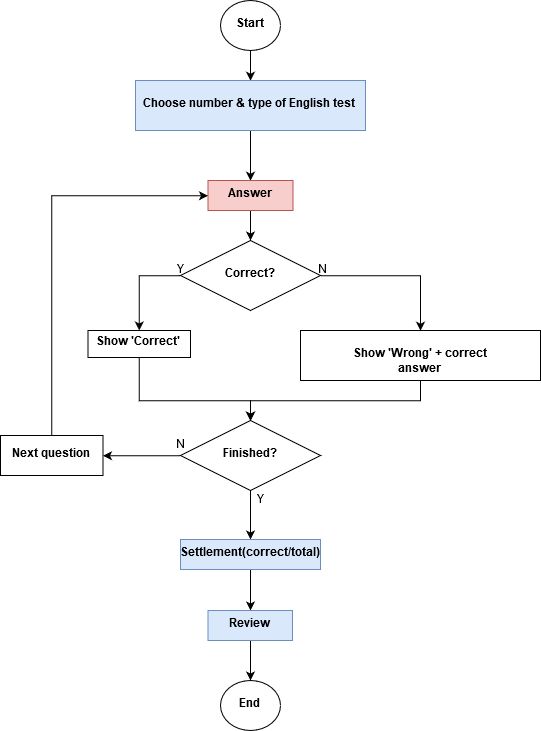 Start
Choose number & type of English test
Answer
Correct?
Y
N
Show 'Correct'
Show 'Wrong' + correct
answer
Finished?
N
Next question
Y
Settlement(correct/total)
Review
End